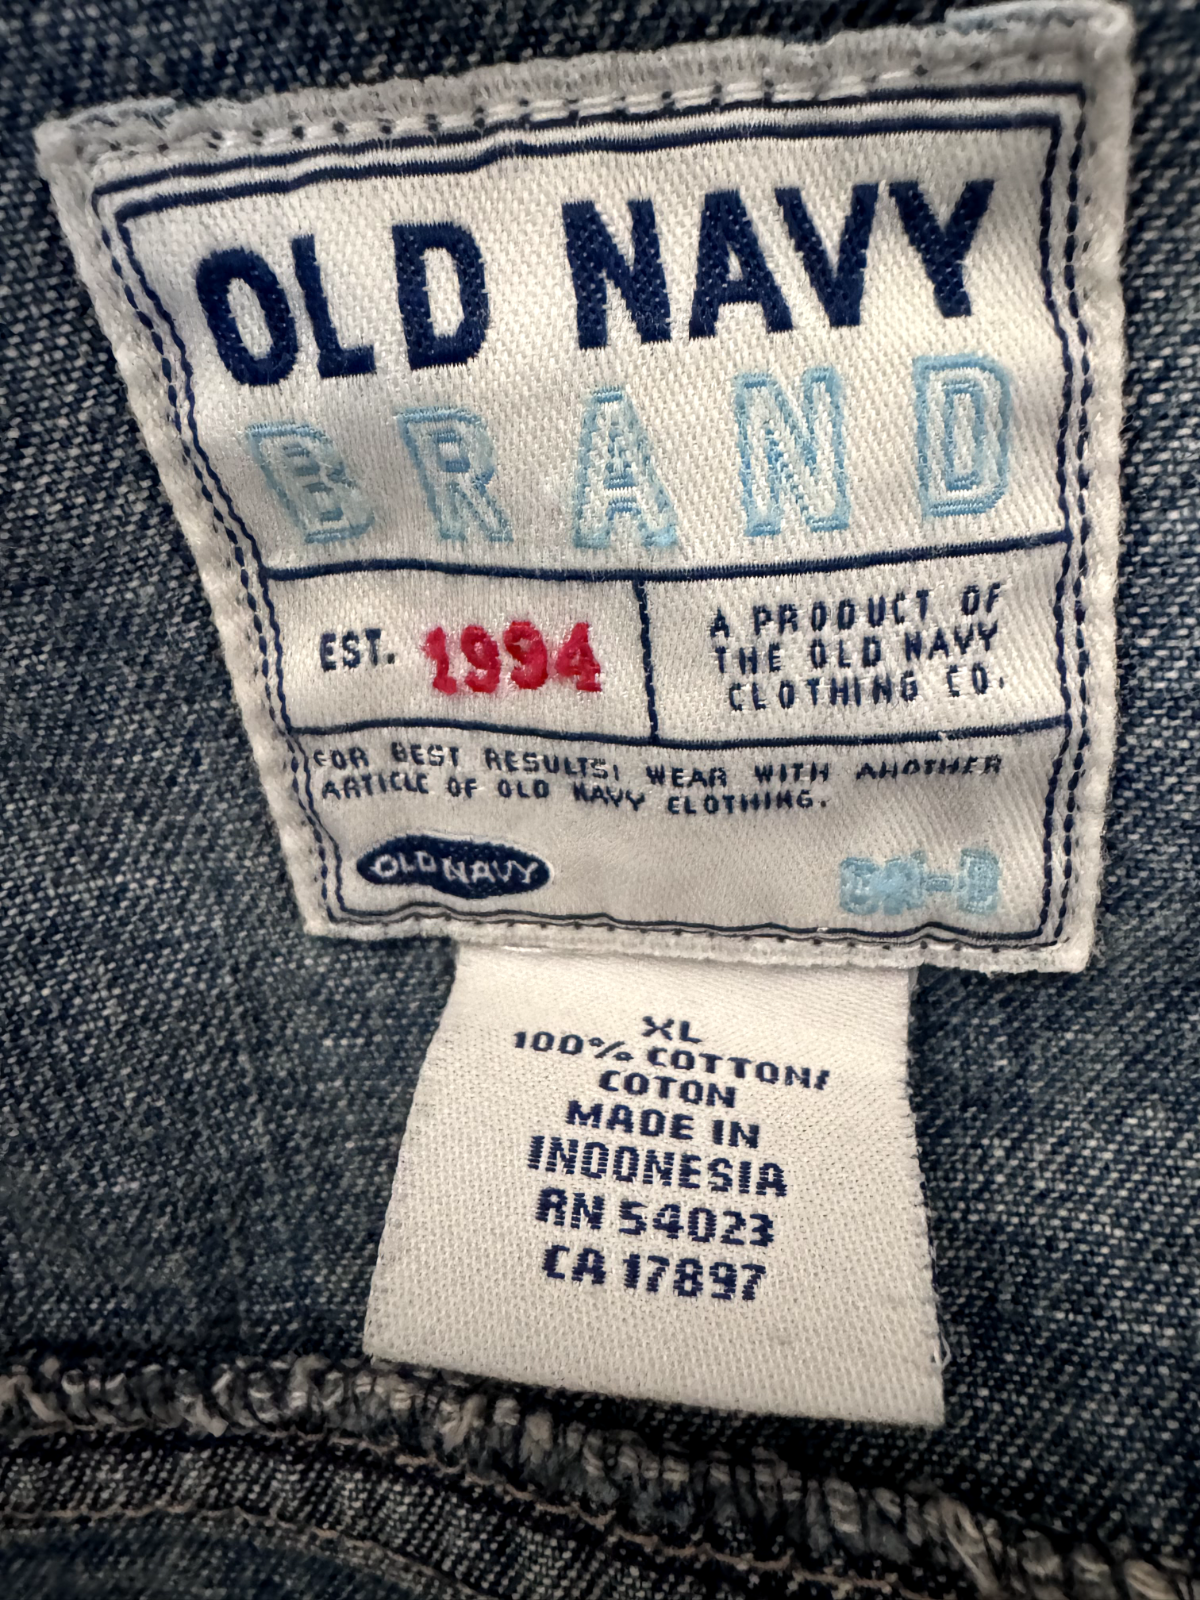 OLD NAVY
BRAND
EST. 1994
A PRODUCT OF
THE OLD NAVY
CLOTHING CO.
FOR BEST RESULTS, WEAR WITH ANOTHER
ARTICLE OF OLD NAVY CLOTHING.
OLD NAVY
XL
100% COTTON/
COTON
MADE IN
INDONESIA
RN 54023
CA 17897